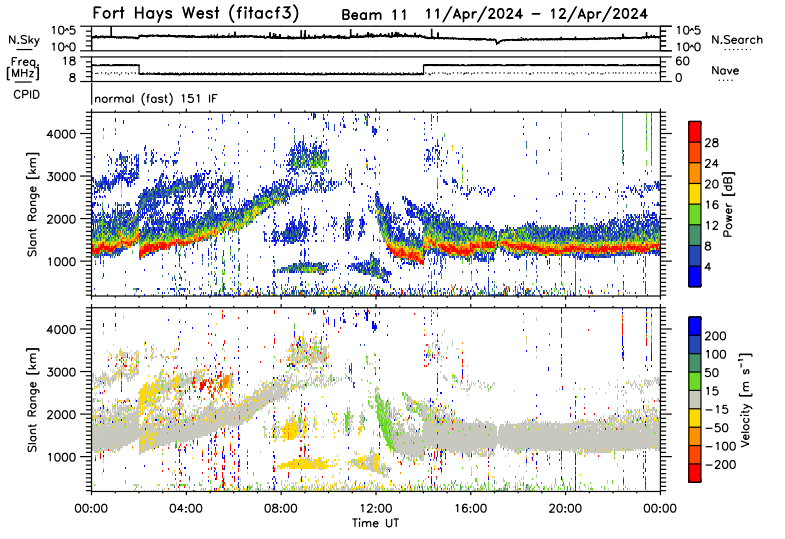 Fort Hays West (fitacf3) Beam 11 11/Apr/2024 − 12/Apr/2024
N.Sky 10^5 10^0 10^5 10^0 N.Search
Freq. [MHz] 18 8 60 0 Nave
CPID normal (fast) 151 IF
Slant Range [km]
4000
3000
2000
1000
28
24
20
16
12
8
4
Power [dB]
Slant Range [km]
4000
3000
2000
1000
200
100
50
15
−15
−50
−100
−200
Velocity [m s^-1]
00:00 04:00 08:00 12:00 16:00 20:00 00:00
Time UT